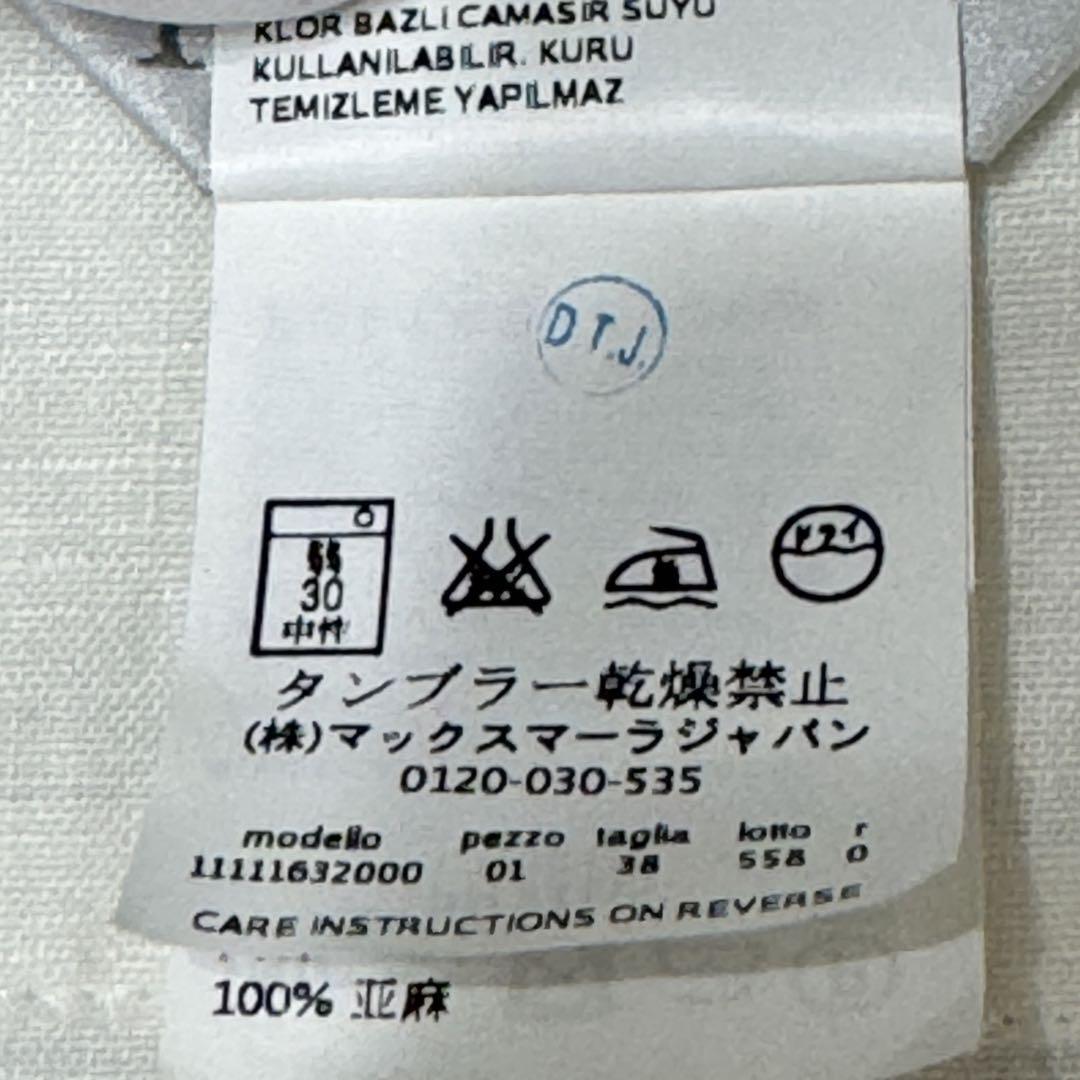 KLOR BAZLI CAMASIR SUYU
KULLANILABILIR. KURU
TEMIZLEME YAPILMAZ
D T.J.
30
中性
ドライ
タンブラー乾燥禁止
(株)マックスマーラジャパン
0120-030-535
modello pezzo taglia lotto r
11111632000 01 38 558 0
CARE INSTRUCTIONS ON REVERSE
100% 亜麻